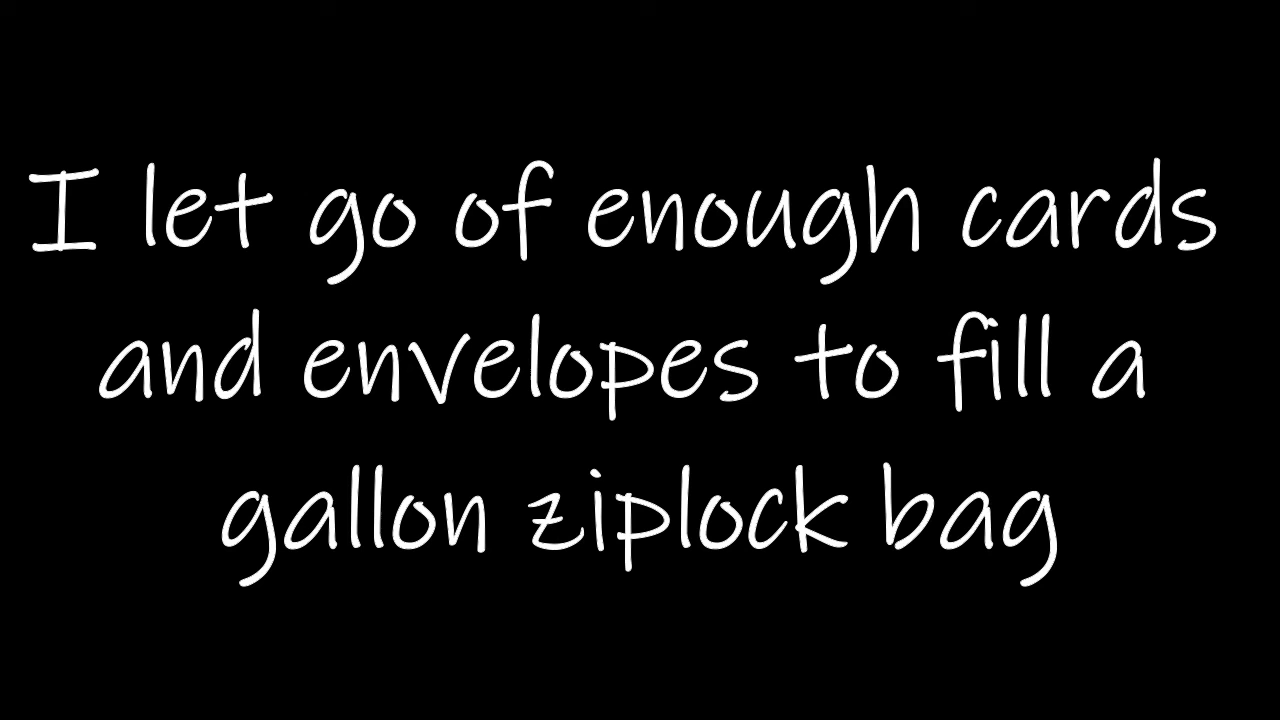 I let go of enough cards
and envelopes to fill a
gallon ziplock bag